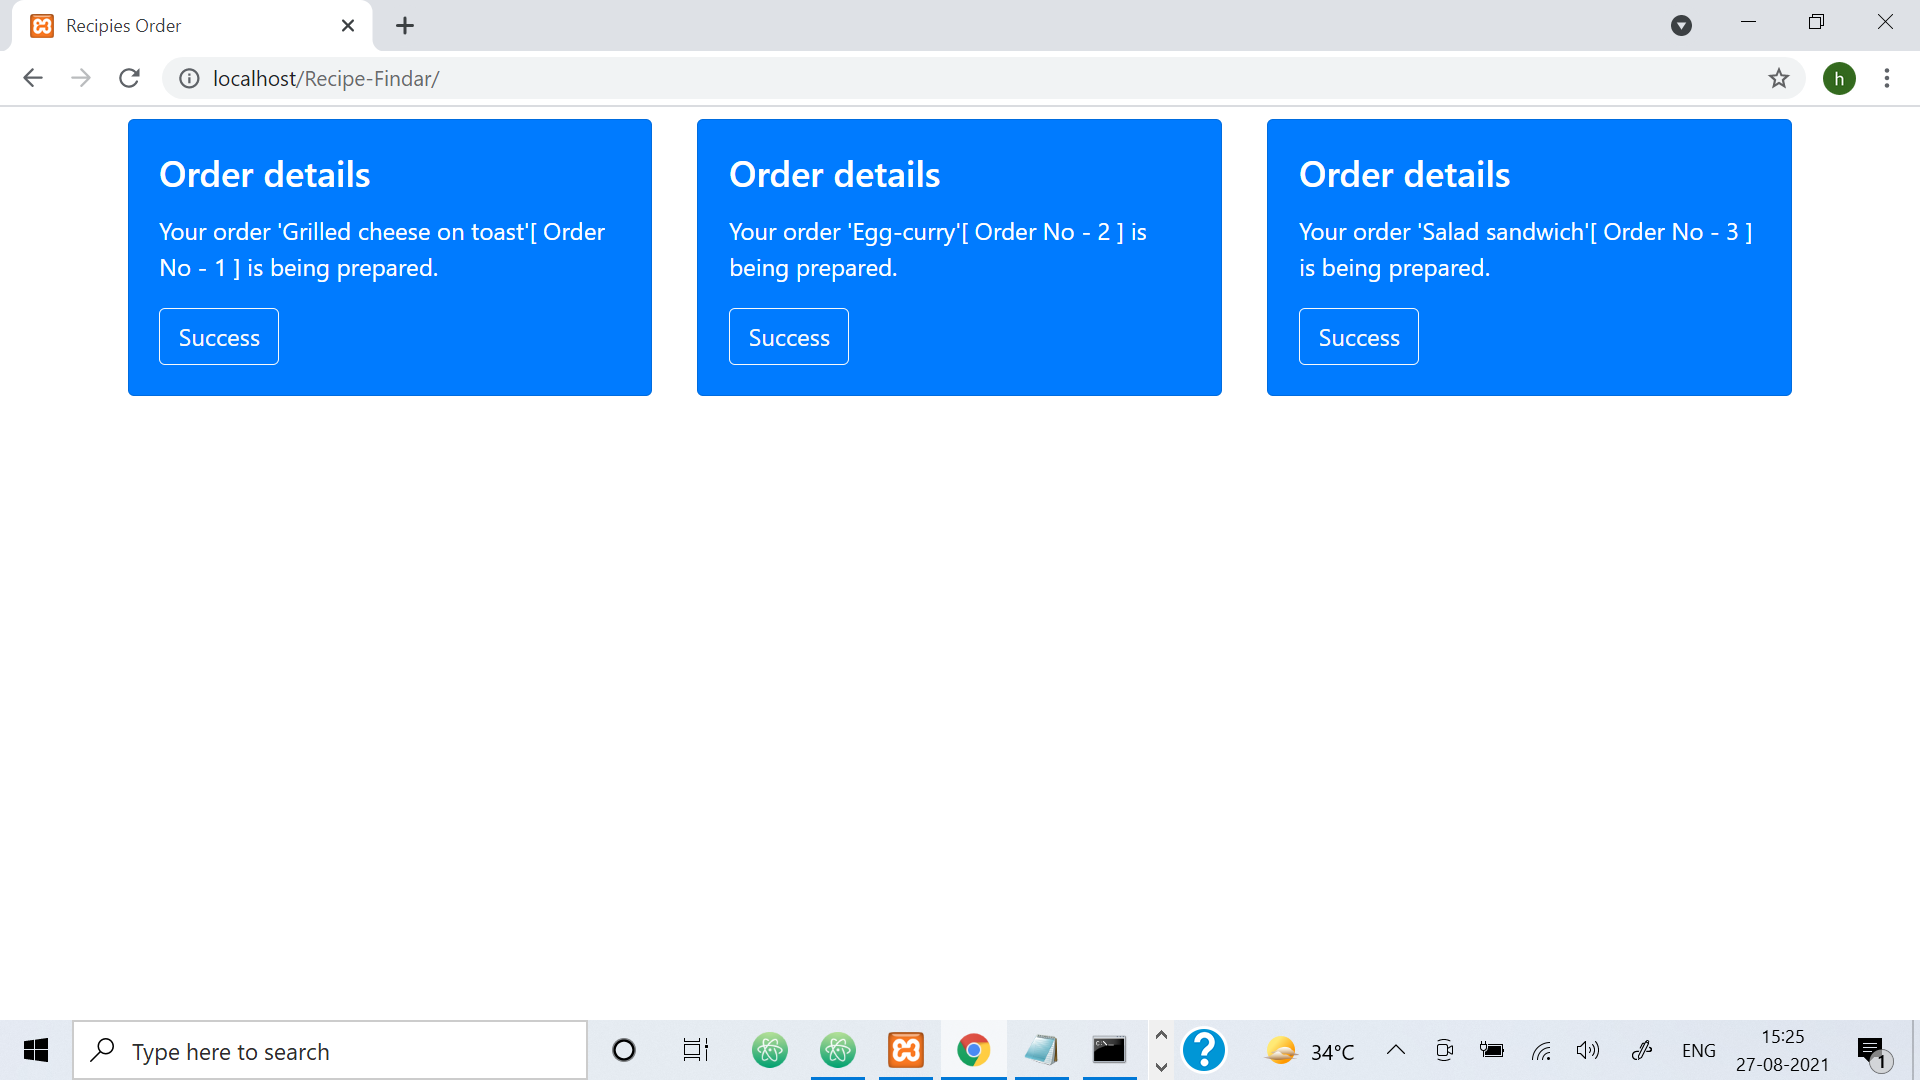 Recipies Order
localhost/Recipe-Findar/
h
Order details
Your order 'Grilled cheese on toast'[ Order
No - 1 ] is being prepared.
Success
Order details
Your order 'Egg-curry'[ Order No - 2 ] is
being prepared.
Success
Order details
Your order 'Salad sandwich'[ Order No - 3 ]
is being prepared.
Success
Type here to search
?
34°C
ENG
15:25
27-08-2021
1